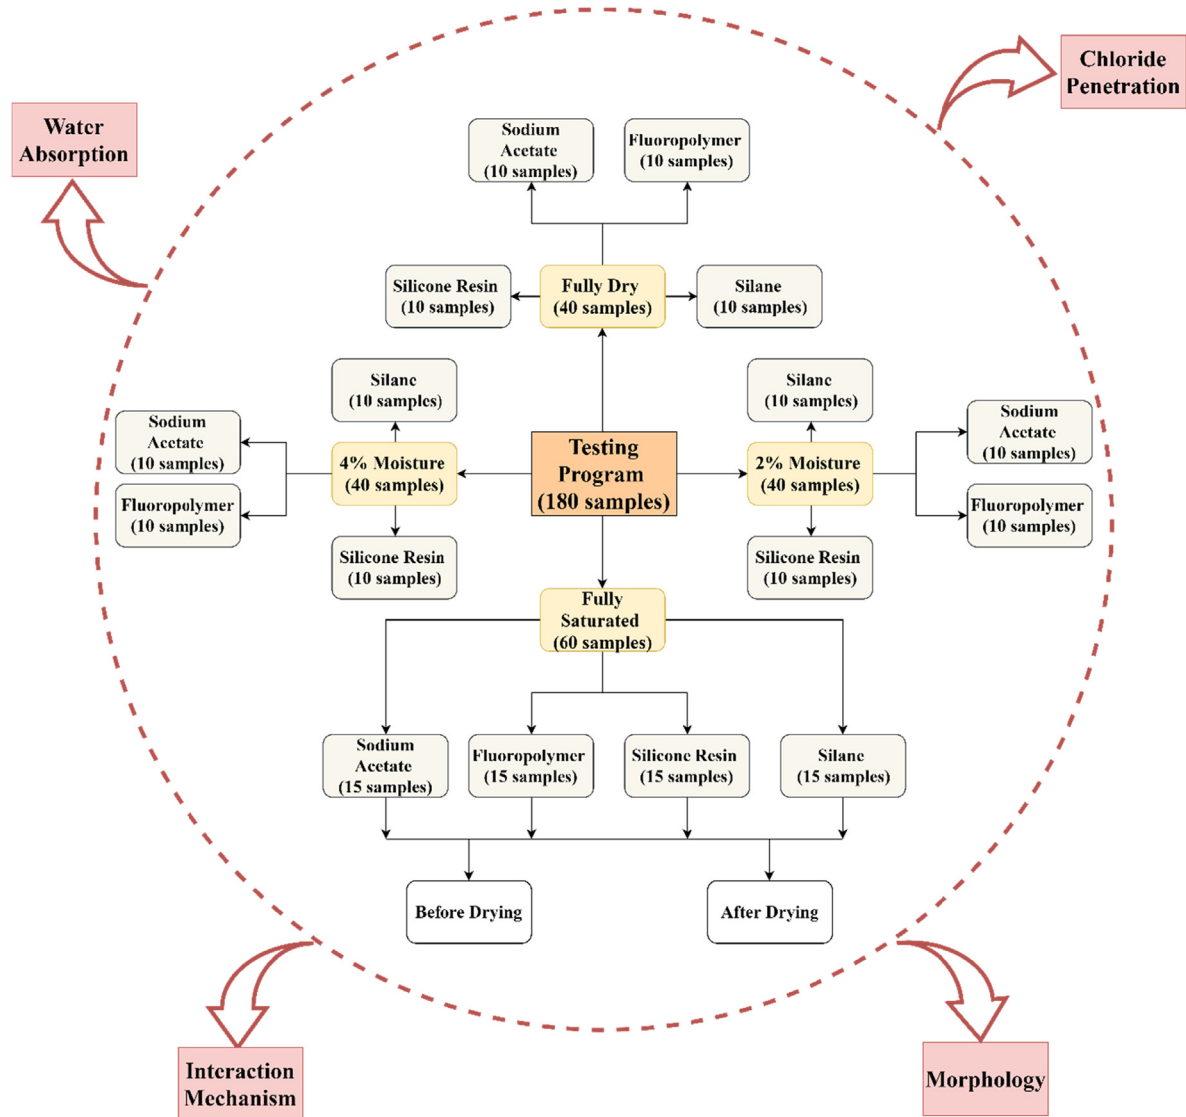 Chloride
Penetration
Water
Absorption
Sodium
Acetate
(10 samples)
Fluoropolymer
(10 samples)
Silicone Resin
(10 samples)
Fully Dry
(40 samples)
Silane
(10 samples)
Silane
(10 samples)
Silane
(10 samples)
Sodium
Acetate
(10 samples)
Fluoropolymer
(10 samples)
4% Moisture
(40 samples)
Testing
Program
(180 samples)
2% Moisture
(40 samples)
Sodium
Acetate
(10 samples)
Fluoropolymer
(10 samples)
Silicone Resin
(10 samples)
Silicone Resin
(10 samples)
Fully
Saturated
(60 samples)
Sodium
Acetate
(15 samples)
Fluoropolymer
(15 samples)
Silicone Resin
(15 samples)
Silane
(15 samples)
Before Drying
After Drying
Interaction
Mechanism
Morphology